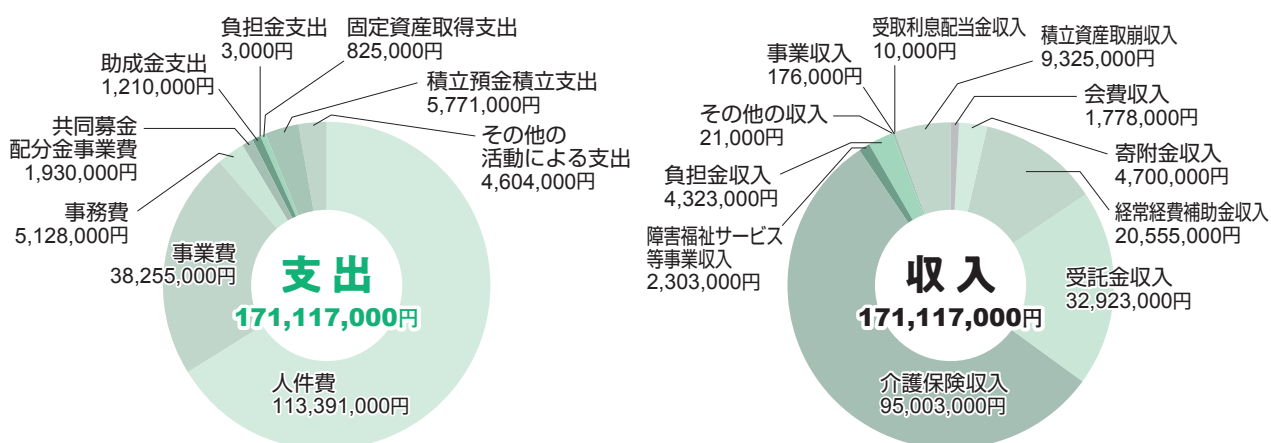 負担金支出
3,000円
固定資産取得支出
825,000円
助成金支出
1,210,000円
積立預金積立支出
5,771,000円
共同募金
配分金事業費
1,930,000円
その他の
活動による支出
4,604,000円
事務費
5,128,000円
事業費
38,255,000円
支出
171,117,000円
人件費
113,391,000円
受取利息配当金収入
10,000円
積立資産取崩収入
9,325,000円
事業収入
176,000円
会費収入
1,778,000円
その他の収入
21,000円
寄附金収入
4,700,000円
負担金収入
4,323,000円
経常経費補助金収入
20,555,000円
障害福祉サービス
等事業収入
2,303,000円
受託金収入
32,923,000円
収入
171,117,000円
介護保険収入
95,003,000円